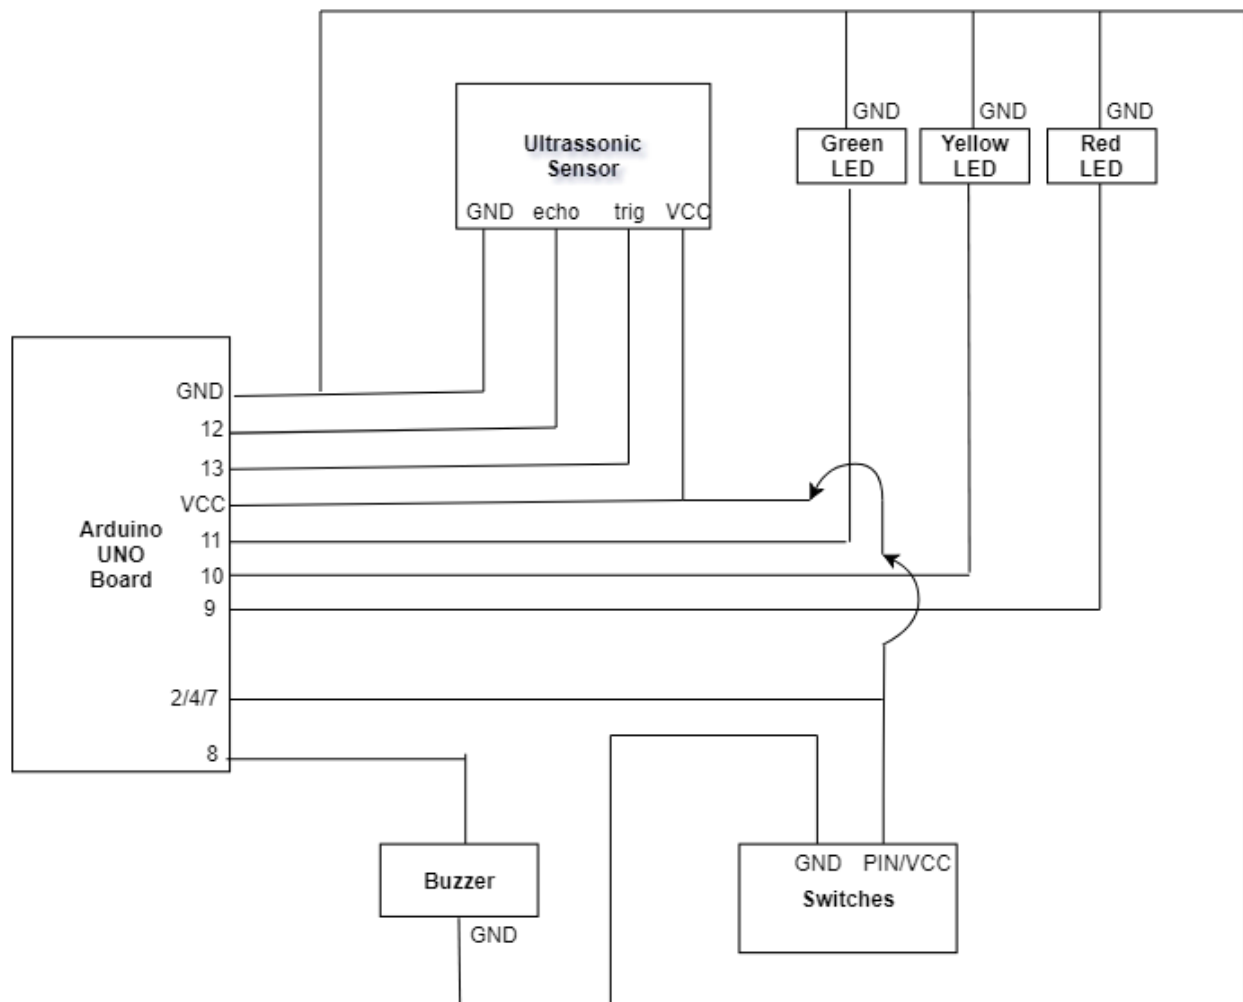 GND
GND
GND
Green
LED
Yellow
LED
Red
LED
Ultrassonic
Sensor
GND
echo
trig
VCC
GND
12
13
VCC
11
10
9
2/4/7
8
Arduino
UNO
Board
Buzzer
GND
GND
PIN/VCC
Switches